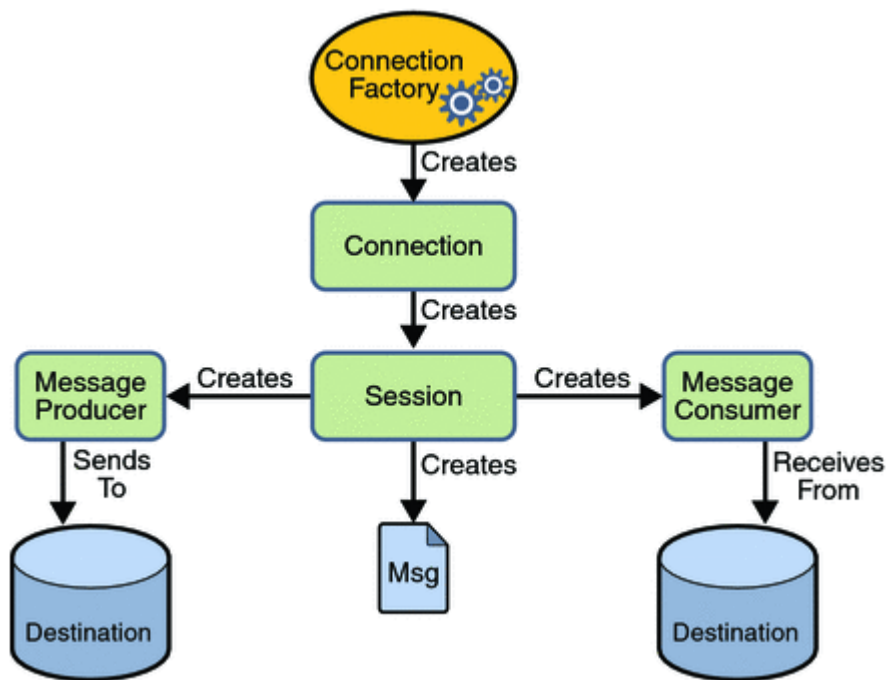 Connection
Factory
Creates
Connection
Creates
Message
Producer
Creates
Session
Creates
Message
Consumer
Sends
To
Creates
Receives
From
Destination
Msg
Destination